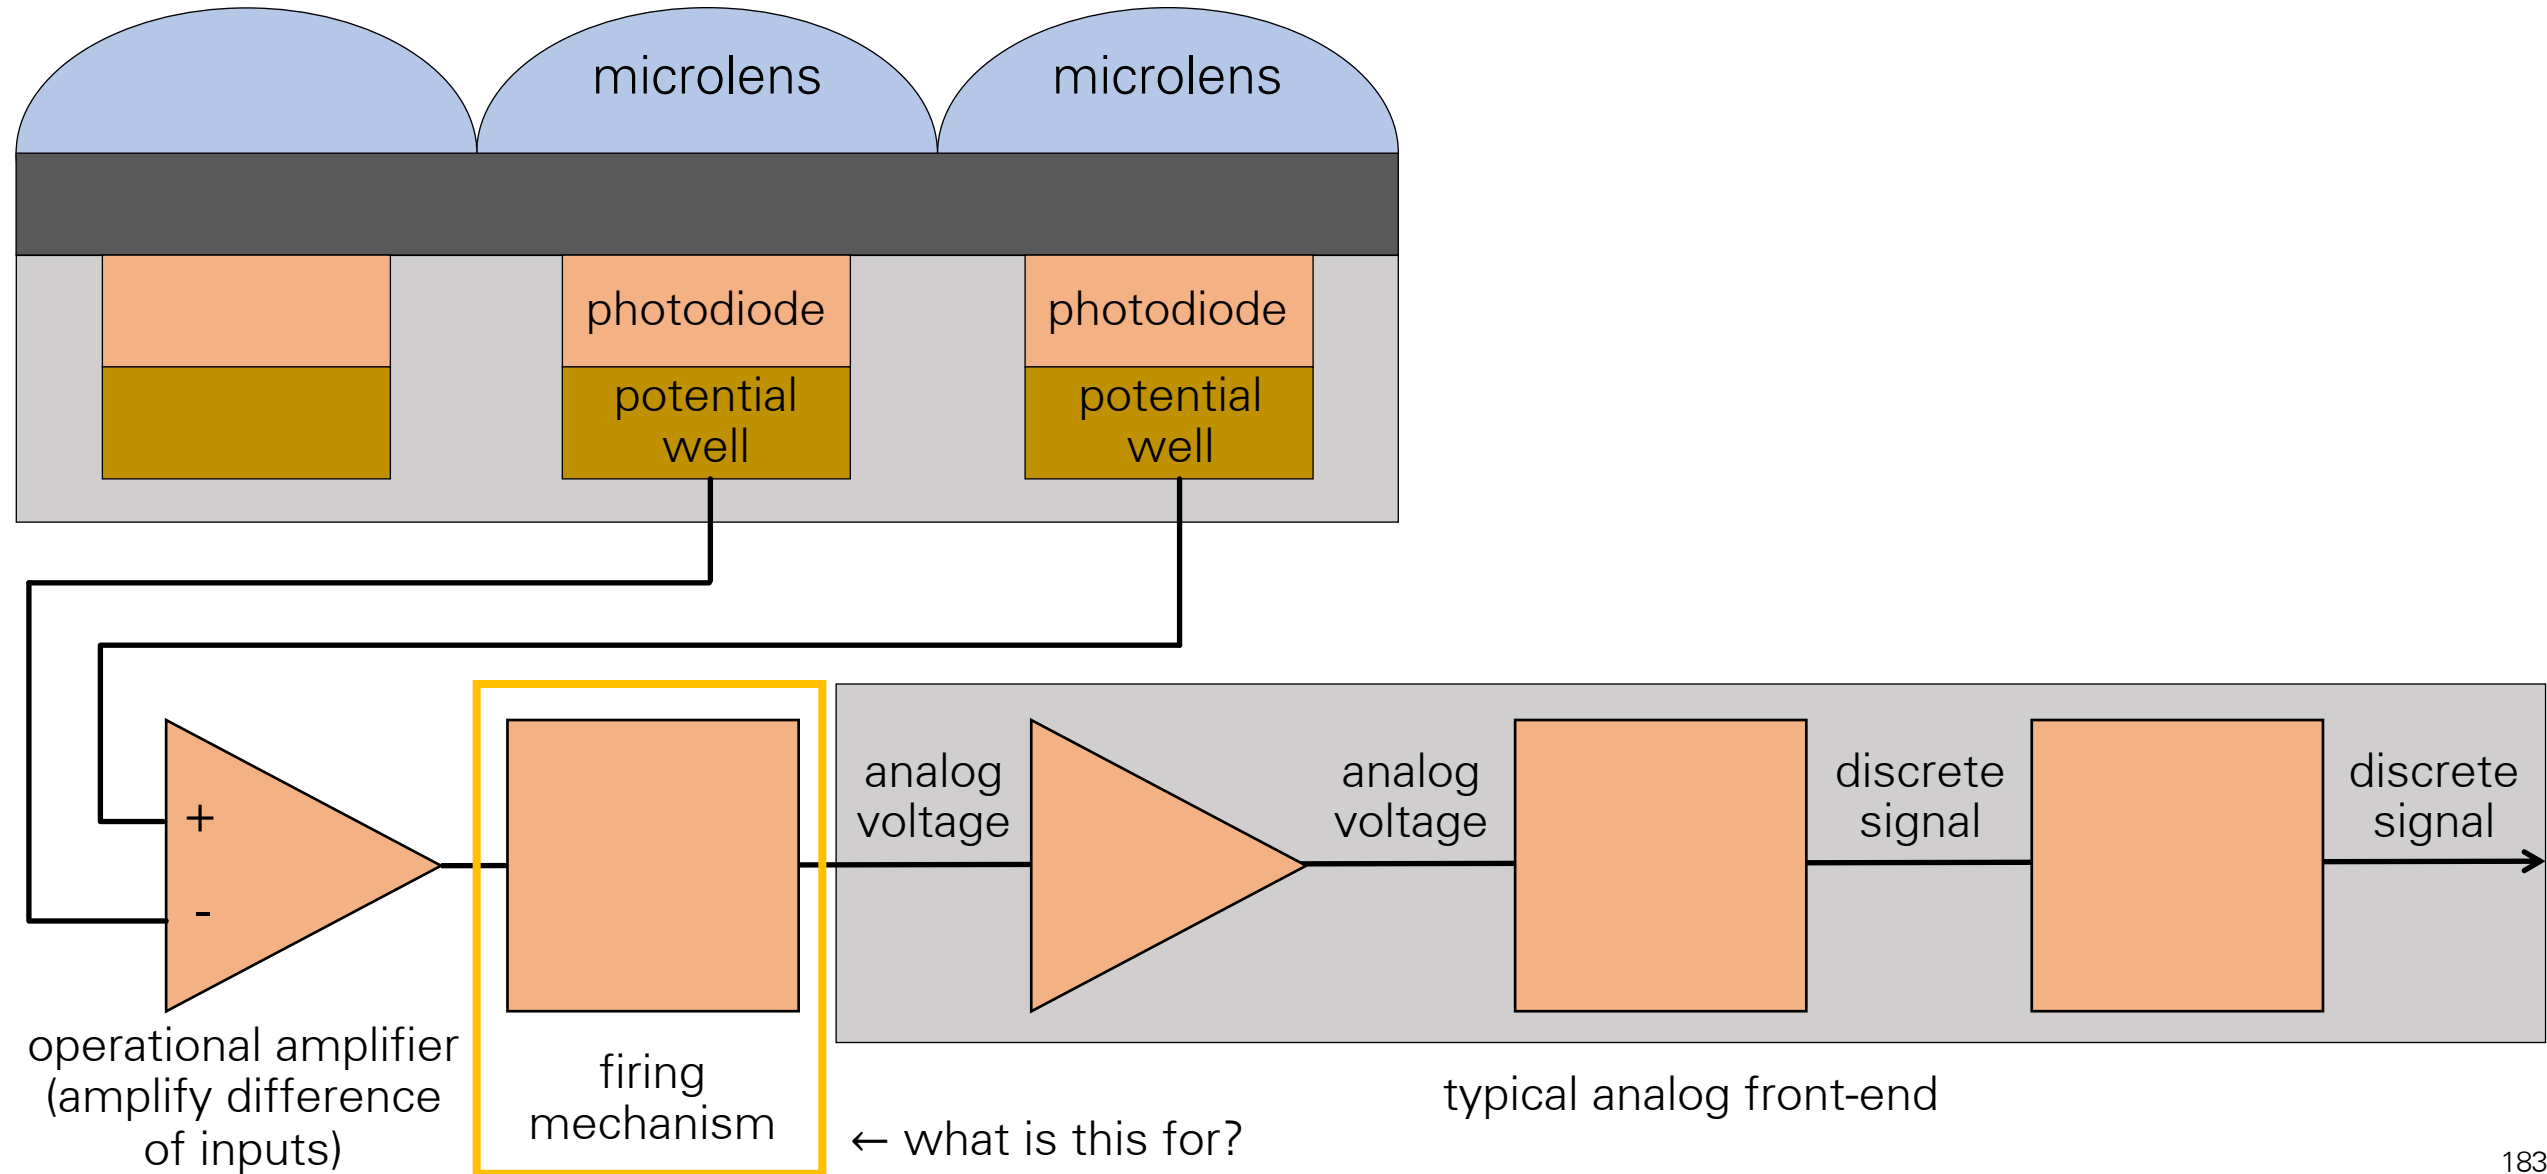 microlens
microlens
photodiode
photodiode
potential
well
potential
well
+
-
analog
voltage
analog
voltage
discrete
signal
discrete
signal
operational amplifier
(amplify difference
of inputs)
firing
mechanism
← what is this for?
typical analog front-end
183